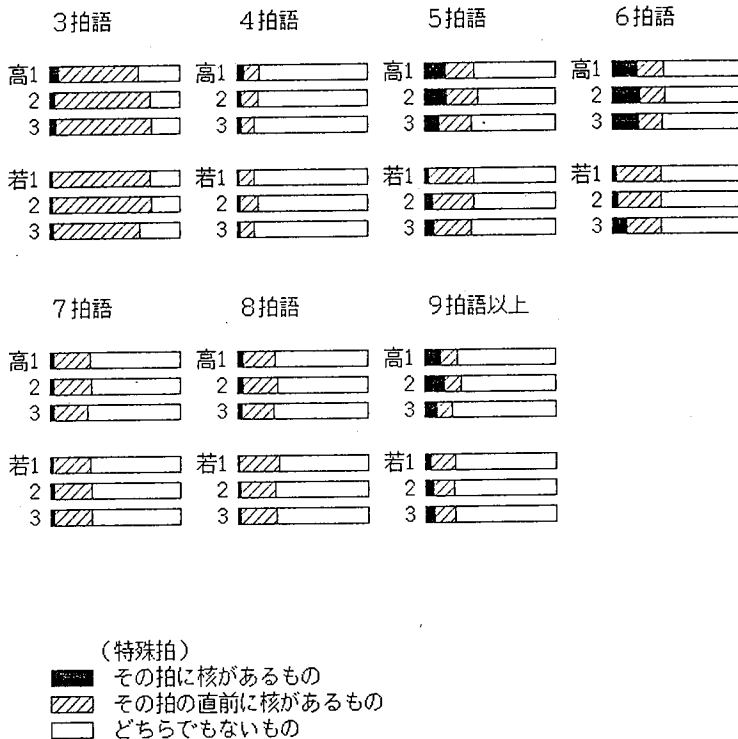 3拍語 4拍語 5拍語 6拍語
高1 高1 高1 高1
2 2 2 2
3 3 3 3
若1 若1 若1 若1
2 2 2 2
3 3 3 3
7拍語 8拍語 9拍語以上
高1 高1 高1
2 2 2
3 3 3
若1 若1 若1
2 2 2
3 3 3
(特殊拍)
その拍に核があるもの
その拍の直前に核があるもの
どちらでもないもの